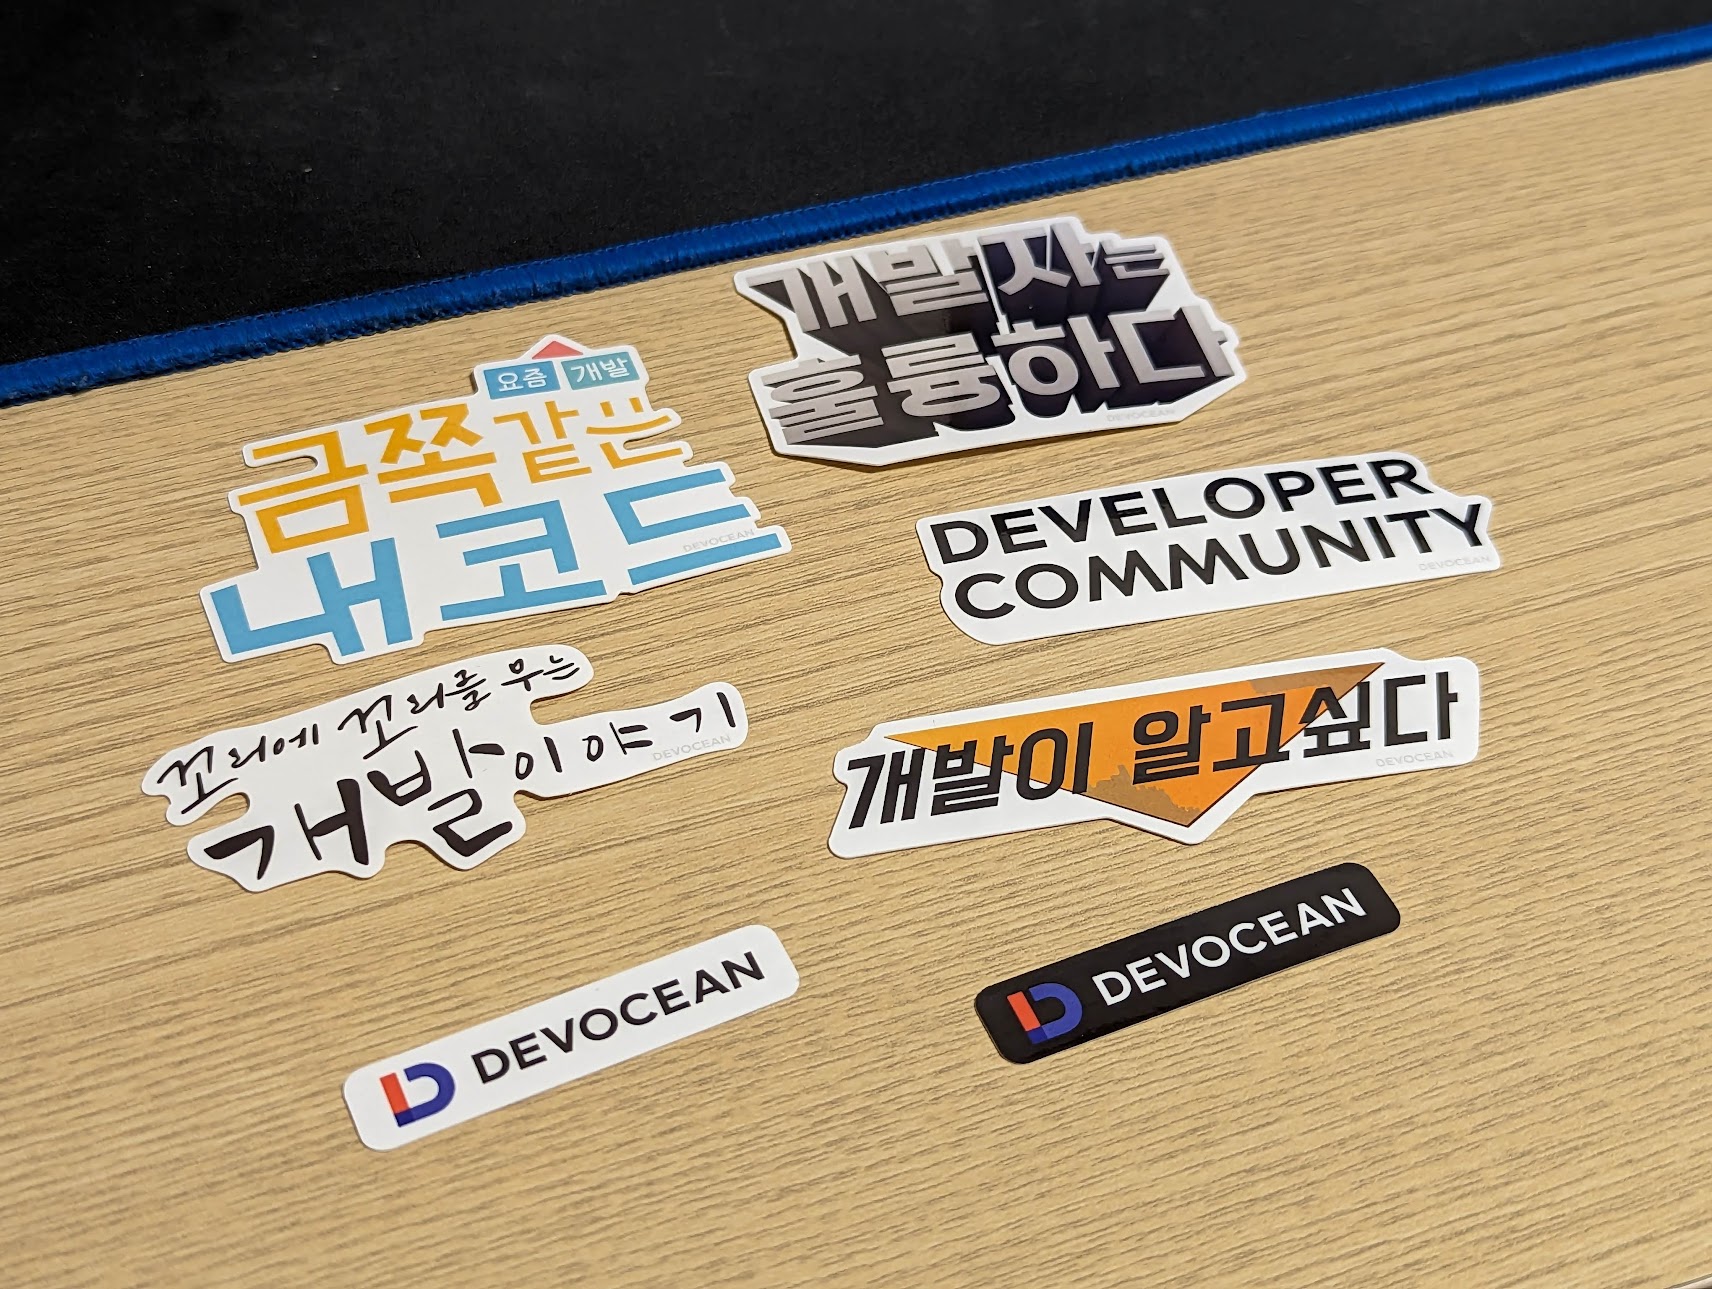 개발자는
훌륭하다
DEVOCEAN
요즘 개발
금쪽같은
내코드
DEVOCEAN
DEVELOPER
COMMUNITY
DEVOCEAN
꼬리에 꼬리를 무는
개발이야기
DEVOCEAN
개발이 알고싶다
DEVOCEAN
DEVOCEAN
DEVOCEAN